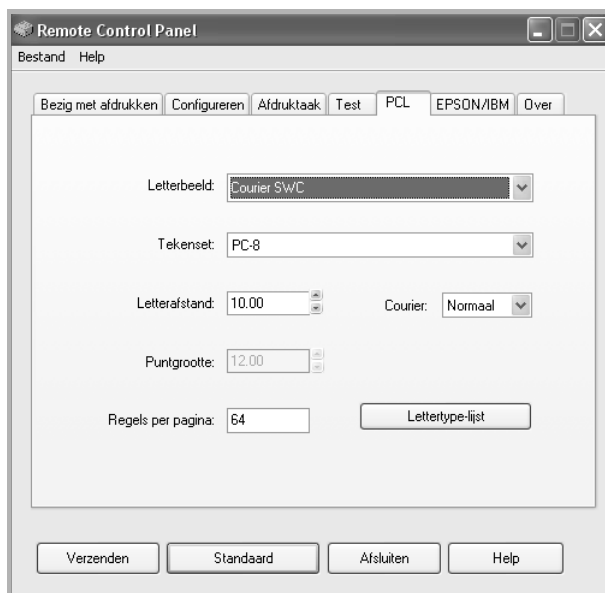 Remote Control Panel
Bestand Help
Bezig met afdrukken Configureren Afdruktaak Test PCL EPSON/IBM Over
Letterbeeld: Courier SWC
Tekenset: PC-8
Letterafstand: 10.00 Courier: Normaal
Puntgrootte: 12.00
Regels per pagina: 64 Lettertype-lijst
Verzenden Standaard Afsluiten Help